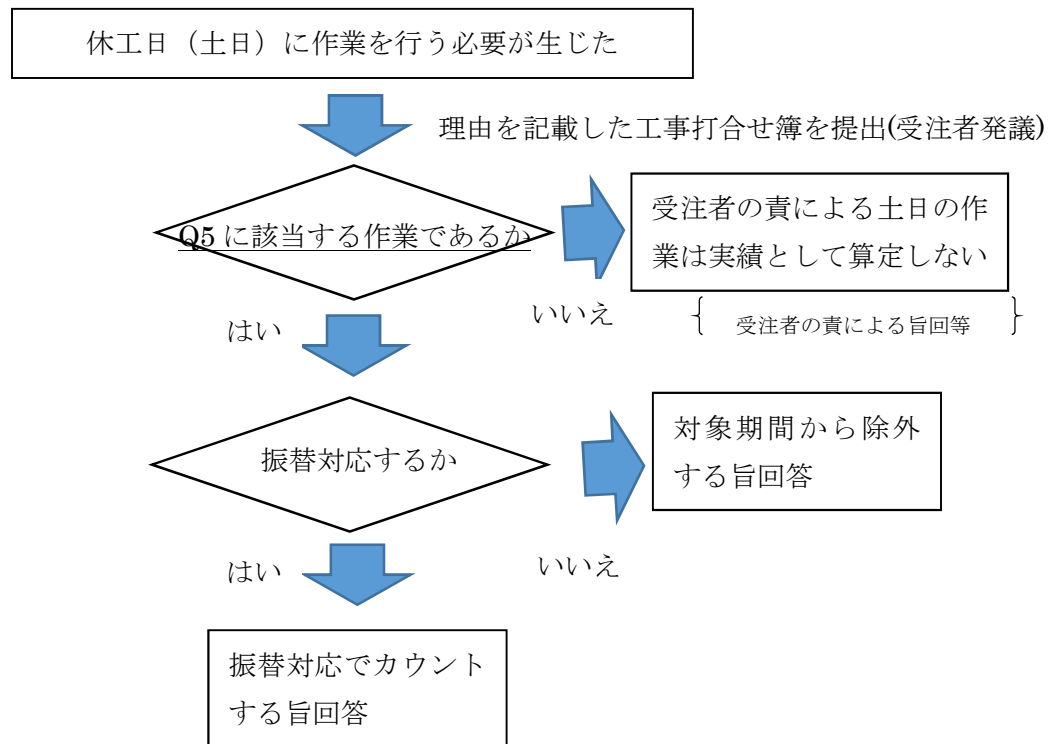 休工日（土日）に作業を行う必要が生じた
理由を記載した工事打合せ簿を提出(受注者発議)
Q5 に該当する作業であるか
受注者の責による土日の作
業は実績として算定しない
いいえ
｛ 受注者の責による旨回等 ｝
はい
振替対応するか
対象期間から除外
する旨回答
はい
いいえ
振替対応でカウント
する旨回答